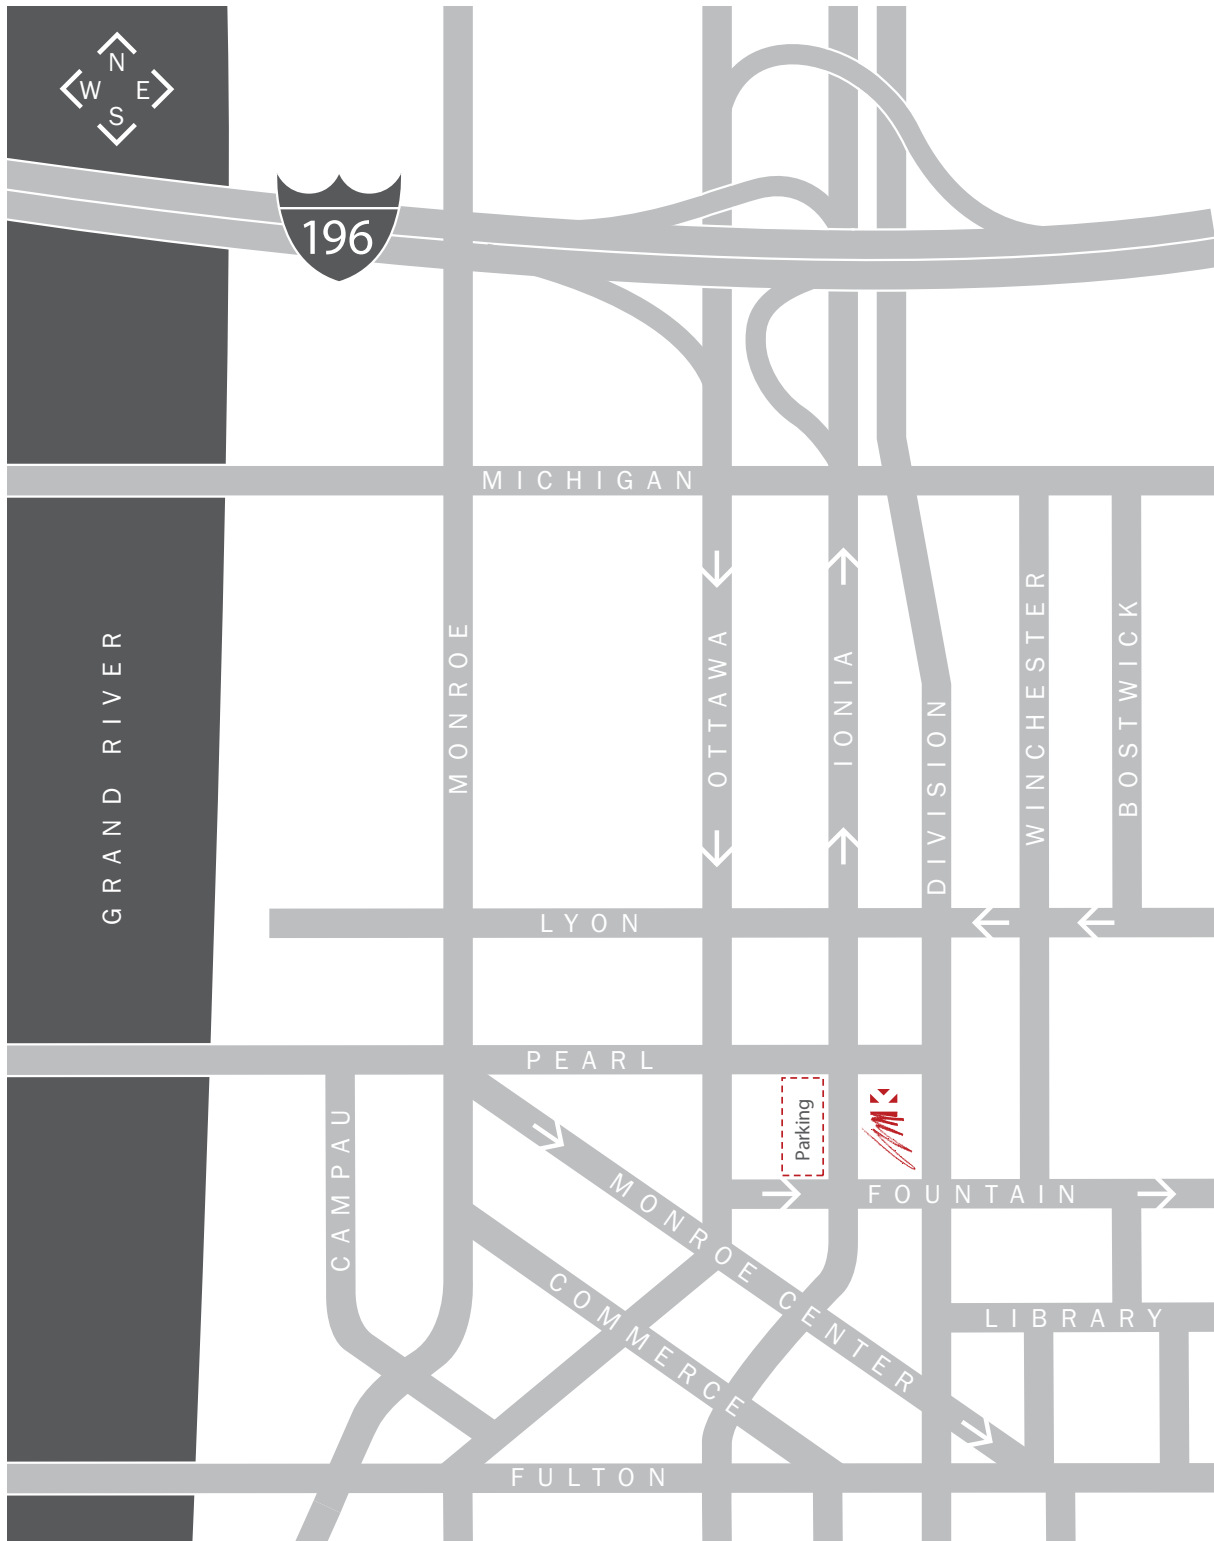 N
W E
S
196
MICHIGAN
GRAND RIVER
MONROE
OTTAWA
IONIA
DIVISION
WINCHESTER
BOSTWICK
LYON
PEARL
CAMPAU
Parking
FOUNTAIN
MONROE CENTER
COMMERCE
LIBRARY
FULTON